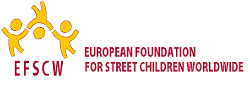 EFSCW
EUROPEAN FOUNDATION
FOR STREET CHILDREN WORLDWIDE